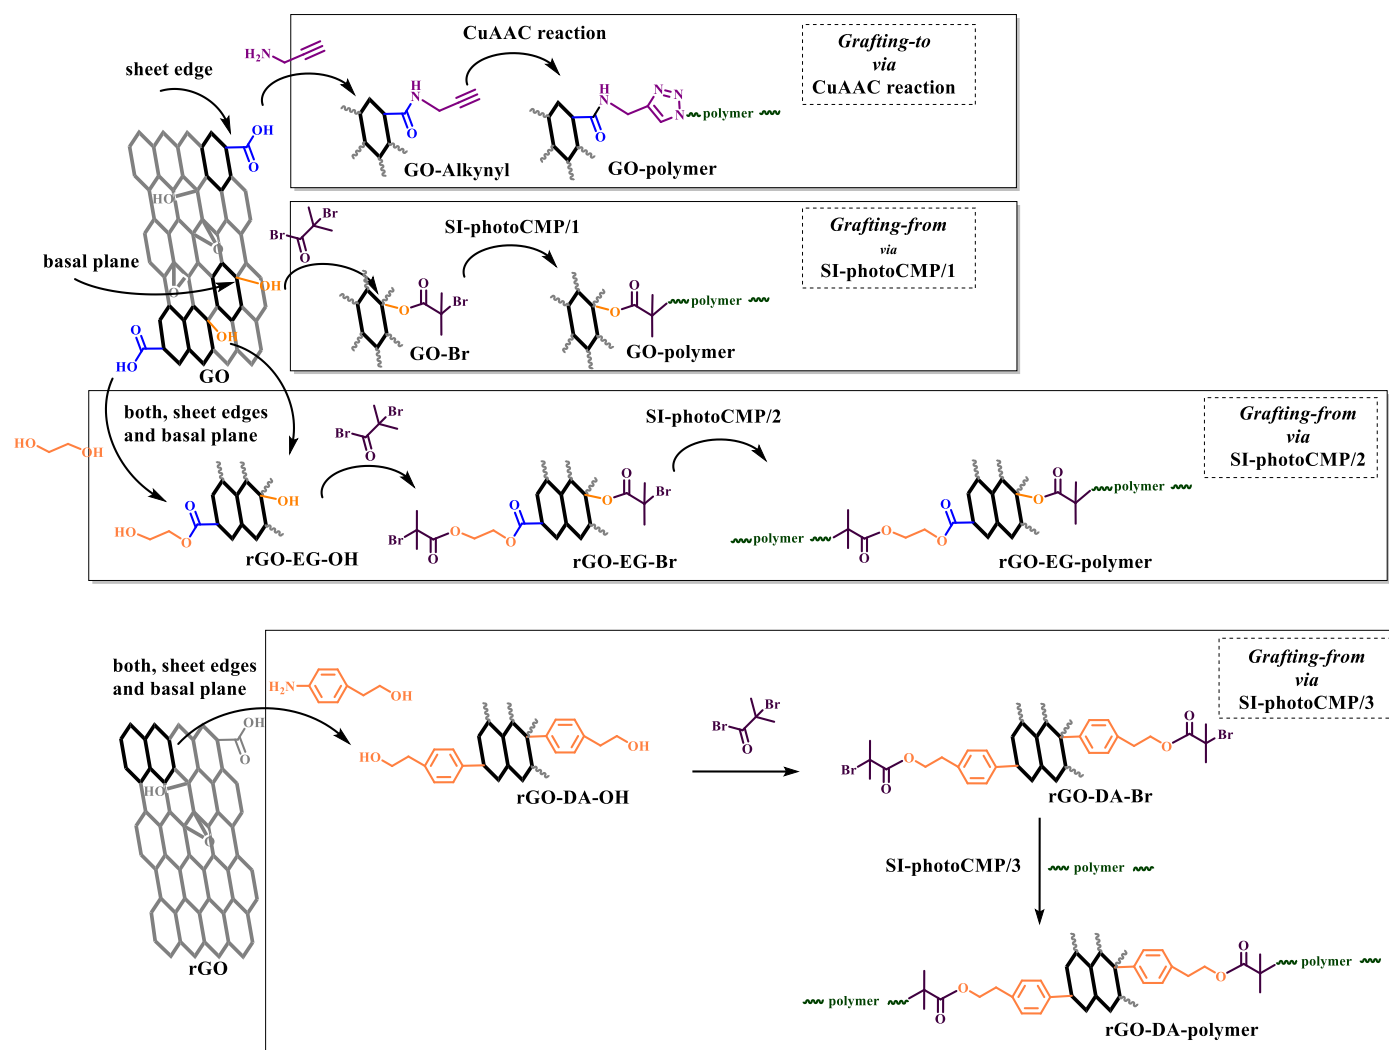 H₂N
CuAAC reaction
Grafting-to
via
CuAAC reaction
sheet edge
OH
O
H
N
O
GO-Alkynyl
H
N
O
N
N
N
polymer
GO-polymer
HO
O
O
basal plane
OH
OH
O
HO
GO
Br
Br
O
SI-photoCMP/1
Grafting-from
via
SI-photoCMP/1
O
O
Br
GO-Br
O
O
polymer
GO-polymer
both, sheet edges
and basal plane
HO
OH
Br
Br
O
SI-photoCMP/2
Grafting-from
via
SI-photoCMP/2
OH
O
HO
O
rGO-EG-OH
O
O
Br
O
Br
O
O
O
rGO-EG-Br
O
O
polymer
O
polymer
O
O
O
rGO-EG-polymer
both, sheet edges
and basal plane
H₂N
OH
Grafting-from
via
SI-photoCMP/3
OH
O
HO
O
rGO
HO
OH
rGO-DA-OH
Br
Br
O
O
Br
O
Br
O
O
rGO-DA-Br
SI-photoCMP/3
polymer
O
O
polymer
polymer
O
O
rGO-DA-polymer